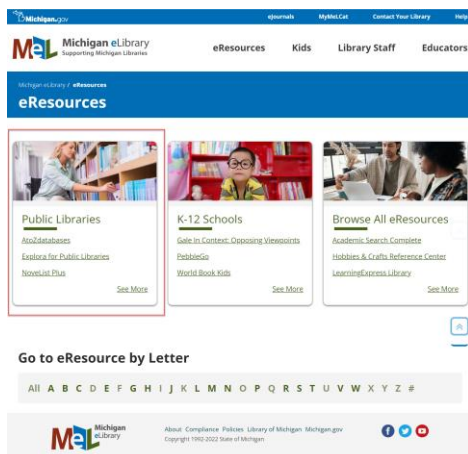 Michigan.gov
eJournals MyMeLCat Contact Your Library Help
MeL Michigan eLibrary
Supporting Michigan Libraries
eResources Kids Library Staff Educators
Michigan eLibrary / eResources
eResources
Public Libraries
AtoZdatabases
Explora for Public Libraries
NoveList Plus
See More
K-12 Schools
Gale In Context: Opposing Viewpoints
PebbleGo
World Book Kids
See More
Browse All eResources
Academic Search Complete
Hobbies & Crafts Reference Center
LearningExpress Library
See More
Go to eResource by Letter
All A B C D E F G H I J K L M N O P Q R S T U V W X Y Z #
MeL Michigan
eLibrary
About Compliance Policies Library of Michigan Michigan.gov
Copyright 1992-2022 State of Michigan